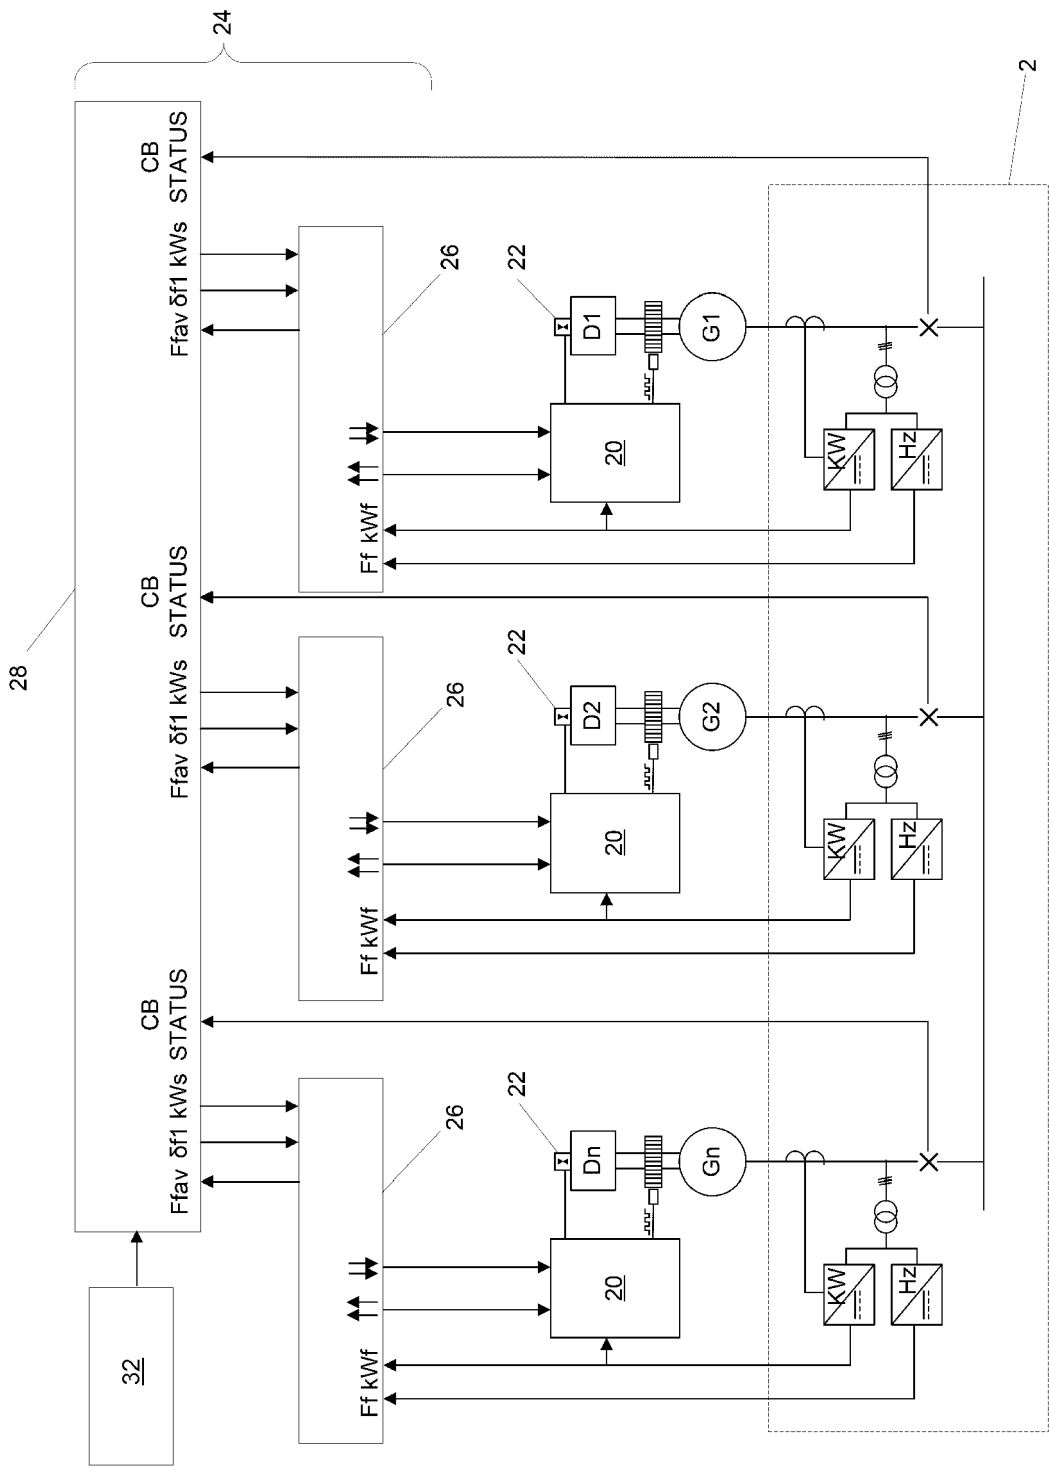 24
28
32
Ffav δf1 kWs
CB
STATUS
Ffav δf1 kWs
CB
STATUS
Ffav δf1 kWs
CB
STATUS
26
26
26
Ff kWf
Ff kWf
Ff kWf
22
22
22
Dn
D2
D1
20
20
20
Gn
G2
G1
2
KW
Hz
KW
Hz
KW
Hz